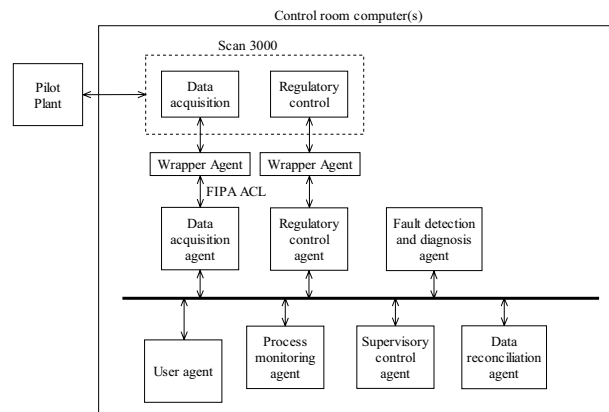 Control room computer(s)
Scan 3000
Pilot
Plant
Data
acquisition
Regulatory
control
Wrapper Agent
Wrapper Agent
FIPA ACL
Data
acquisition
agent
Regulatory
control
agent
Fault detection
and diagnosis
agent
User agent
Process
monitoring
agent
Supervisory
control
agent
Data
reconciliation
agent